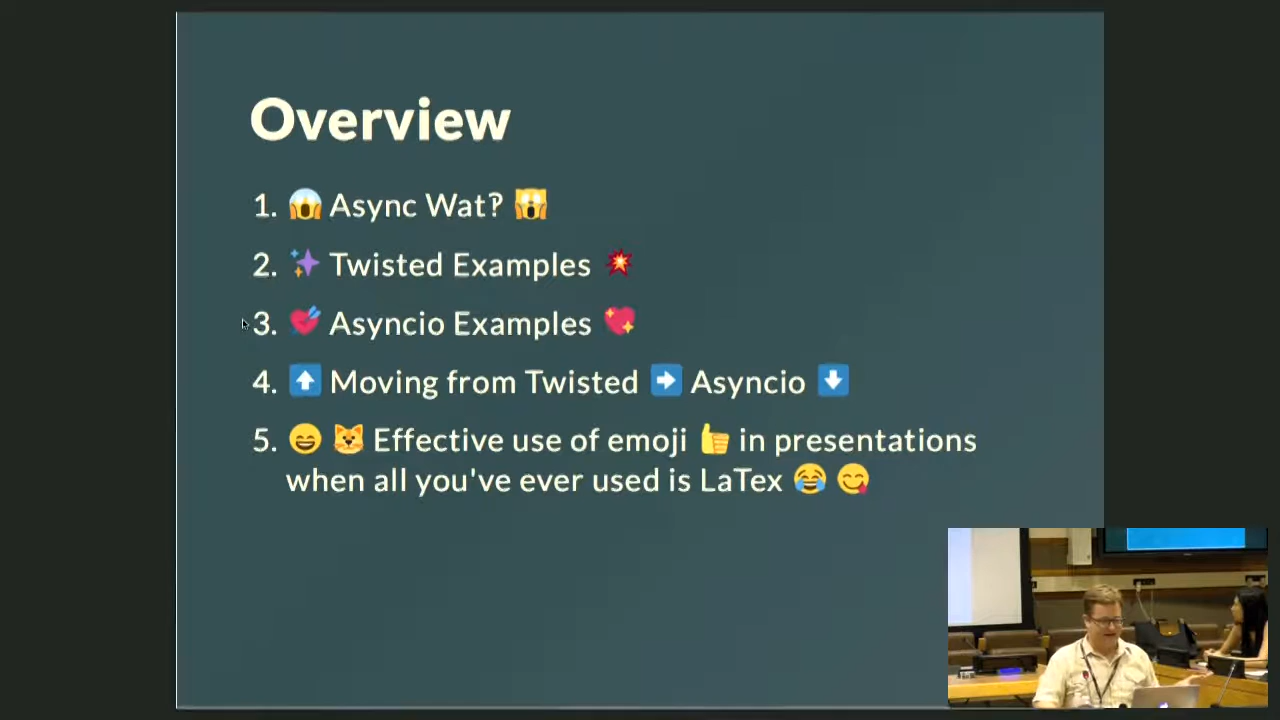 Overview
1. 😱 Async Wat‽ 🙀
2. ✨ Twisted Examples 💥
3. 💘 Asyncio Examples 💖
4. ⬆️ Moving from Twisted ➡️ Asyncio ⬇️
5. 😄 😺 Effective use of emoji 👍 in presentations
when all you've ever used is LaTex 😂 😋